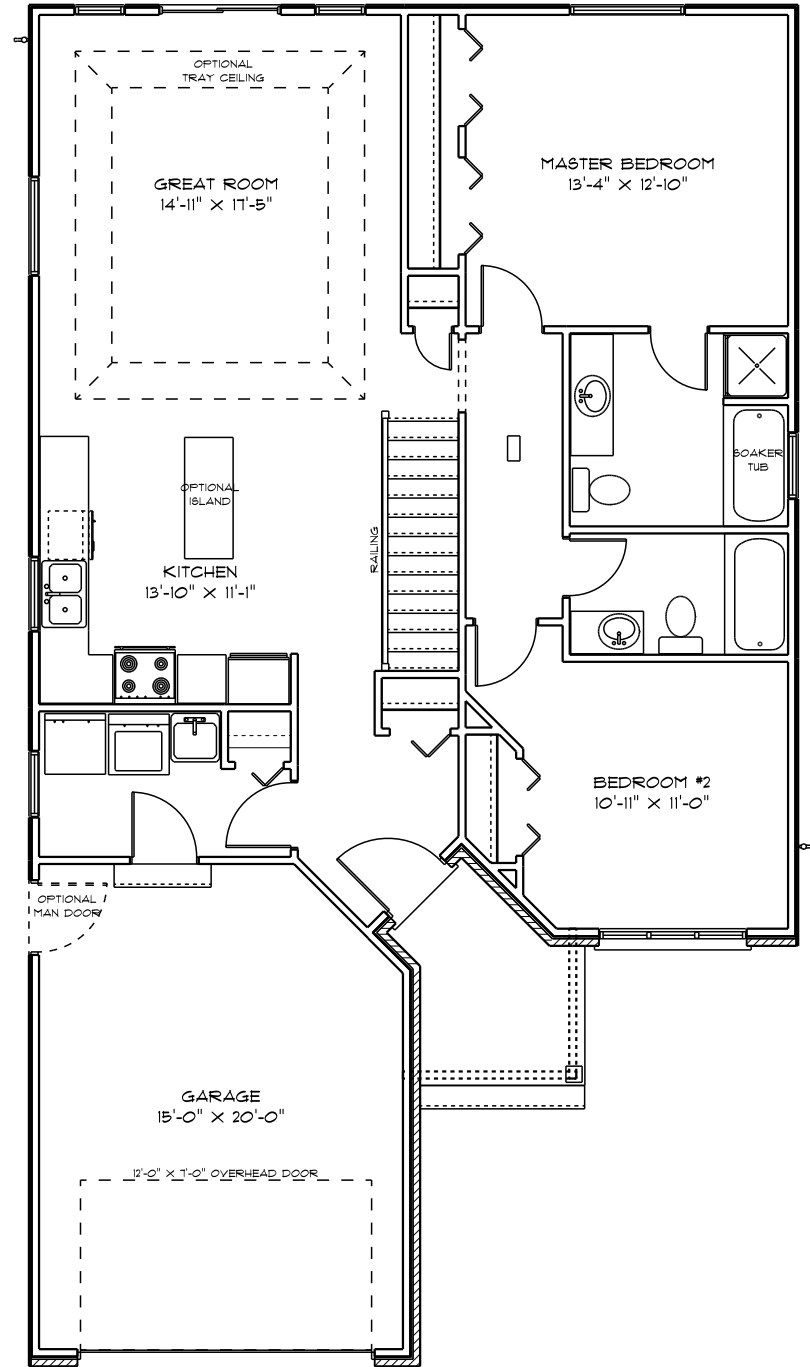 OPTIONAL
TRAY CEILING
GREAT ROOM
14'-11" X 17'-5"
MASTER BEDROOM
13'-4" X 12'-10"
SOAKER
TUB
OPTIONAL
ISLAND
RAILING
KITCHEN
13'-10" X 11'-1"
BEDROOM #2
10'-11" X 11'-0"
OPTIONAL
MAN DOOR
GARAGE
15'-0" X 20'-0"
12'-0" X 7'-0" OVERHEAD DOOR